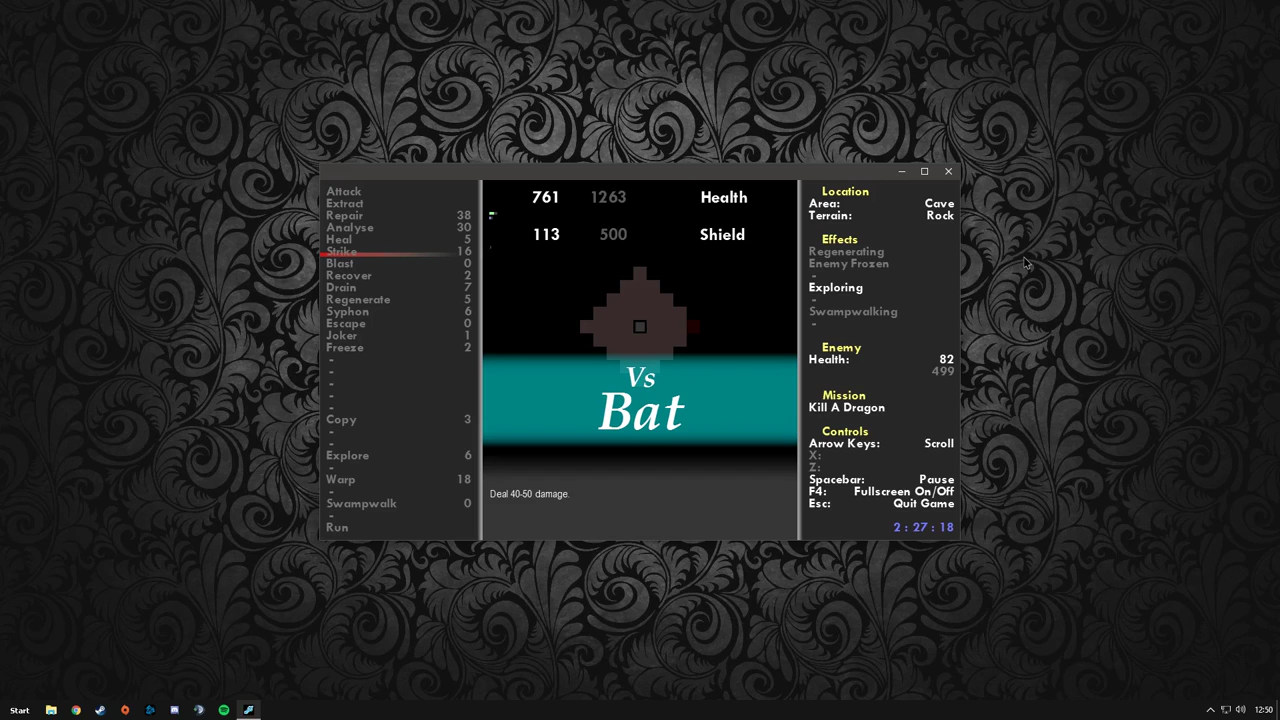 Attack
Extract
Repair 38
Analyse 30
Heal 5
Strike 16
Blast 0
Recover 2
Drain 7
Regenerate 5
Syphon 6
Escape 0
Joker 1
Freeze 2
-
-
-
-
-
Copy 3
-
-
Explore 6
-
Warp 18
-
Swampwalk 0
-
Run
761 1263 Health
113 500 Shield
Vs
Bat
Deal 40-50 damage.
Location
Area: Cave
Terrain: Rock
Effects
Regenerating
Enemy Frozen
-
Exploring
-
Swampwalking
-
Enemy
Health: 82
499
Mission
Kill A Dragon
Controls
Arrow Keys: Scroll
X:
Z:
Spacebar: Pause
F4: Fullscreen On/Off
Esc: Quit Game
2 : 27 : 18
Start
12:50